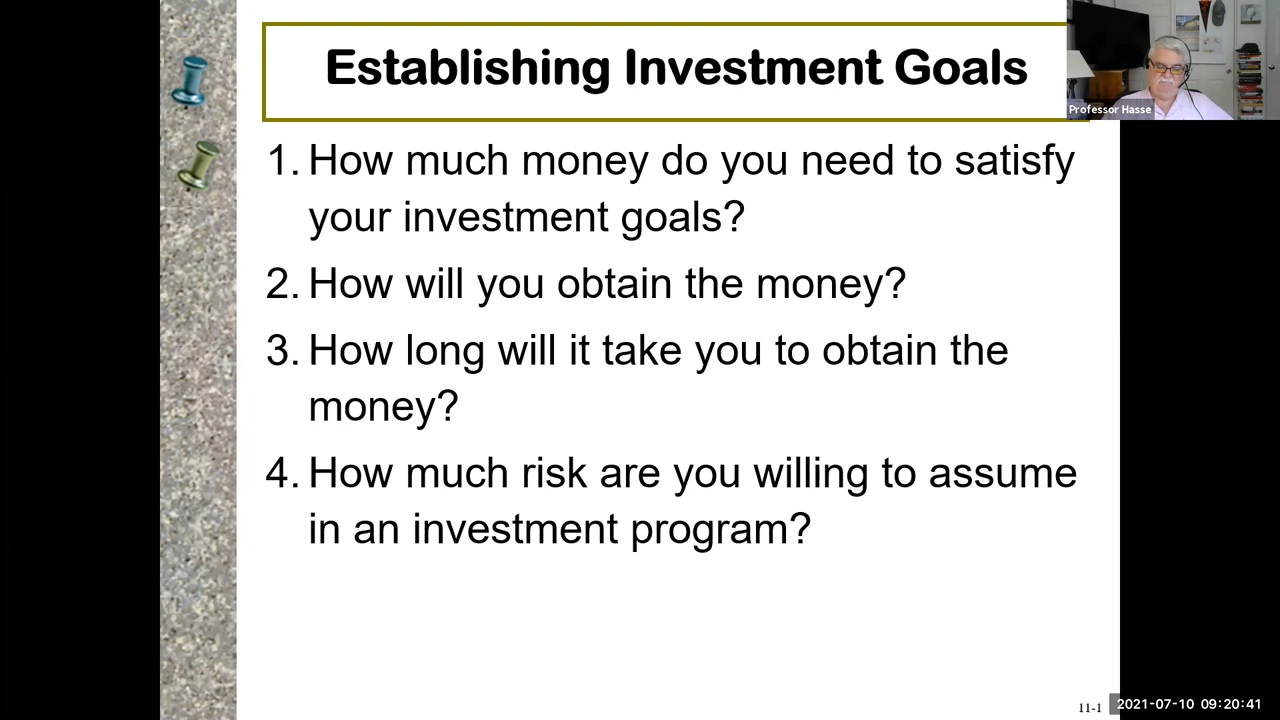 Establishing Investment Goals
Professor Hasse
1. How much money do you need to satisfy
your investment goals?
2. How will you obtain the money?
3. How long will it take you to obtain the
money?
4. How much risk are you willing to assume
in an investment program?
11-1
2021-07-10 09:20:41